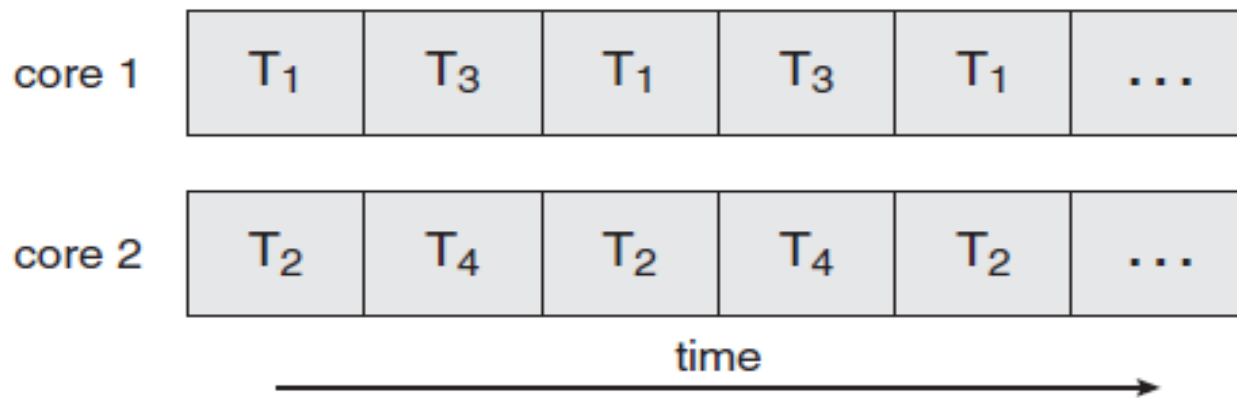 core 1 T₁ T₃ T₁ T₃ T₁ ...
core 2 T₂ T₄ T₂ T₄ T₂ ...
time